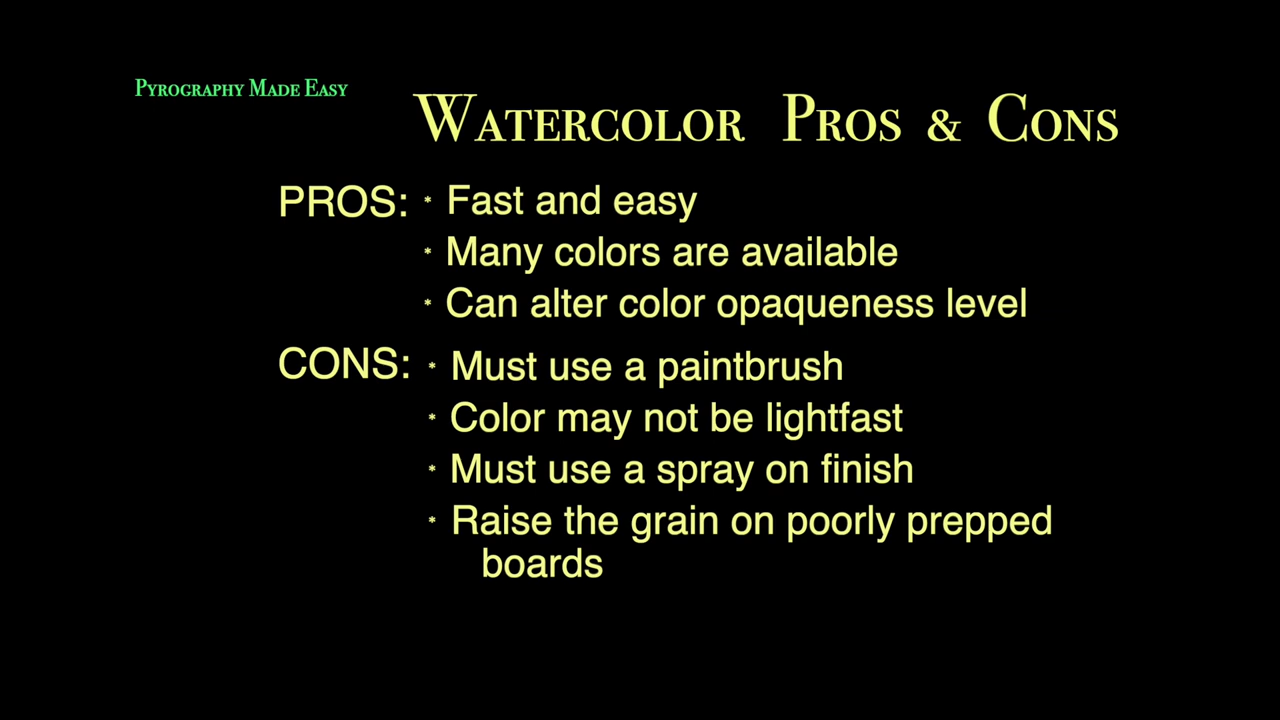 Pyrography Made Easy
Watercolor Pros & Cons
PROS: * Fast and easy
* Many colors are available
* Can alter color opaqueness level
CONS: * Must use a paintbrush
* Color may not be lightfast
* Must use a spray on finish
* Raise the grain on poorly prepped
boards